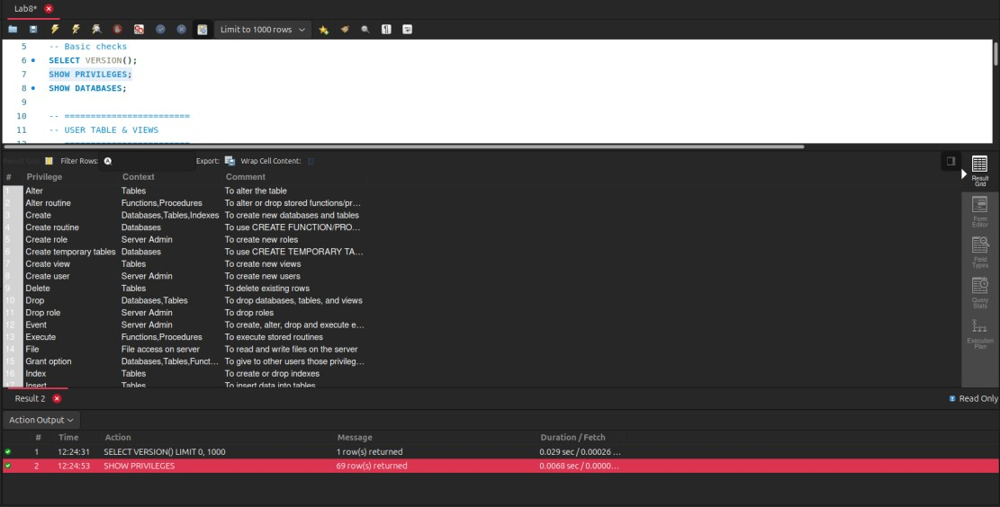 Lab8*
Limit to 1000 rows
5 -- Basic checks
6 SELECT VERSION();
7 SHOW PRIVILEGES;
8 SHOW DATABASES;
9
10 -- ========================
11 -- USER TABLE & VIEWS
12 -- ========================
Result Grid Filter Rows: Export: Wrap Cell Content:
# Privilege Context Comment
1 Alter Tables To alter the table
2 Alter routine Functions,Procedures To alter or drop stored functions/pr...
3 Create Databases,Tables,Indexes To create new databases and tables
4 Create routine Databases To use CREATE FUNCTION/PRO...
5 Create role Server Admin To create new roles
6 Create temporary tables Databases To use CREATE TEMPORARY TA...
7 Create view Tables To create new views
8 Create user Server Admin To create new users
9 Delete Tables To delete existing rows
10 Drop Databases,Tables To drop databases, tables, and views
11 Drop role Server Admin To drop roles
12 Event Server Admin To create, alter, drop and execute e...
13 Execute Functions,Procedures To execute stored routines
14 File File access on server To read and write files on the server
15 Grant option Databases,Tables,Funct... To give to other users those privileg...
16 Index Tables To create or drop indexes
17 Insert Tables To insert data into tables
Result
Grid
Form
Editor
Field
Types
Query
Stats
Execution
Plan
Result 2 Read Only
Action Output
# Time Action Message Duration / Fetch
1 12:24:31 SELECT VERSION() LIMIT 0, 1000 1 row(s) returned 0.029 sec / 0.00026 ...
2 12:24:53 SHOW PRIVILEGES 69 row(s) returned 0.0068 sec / 0.0000...